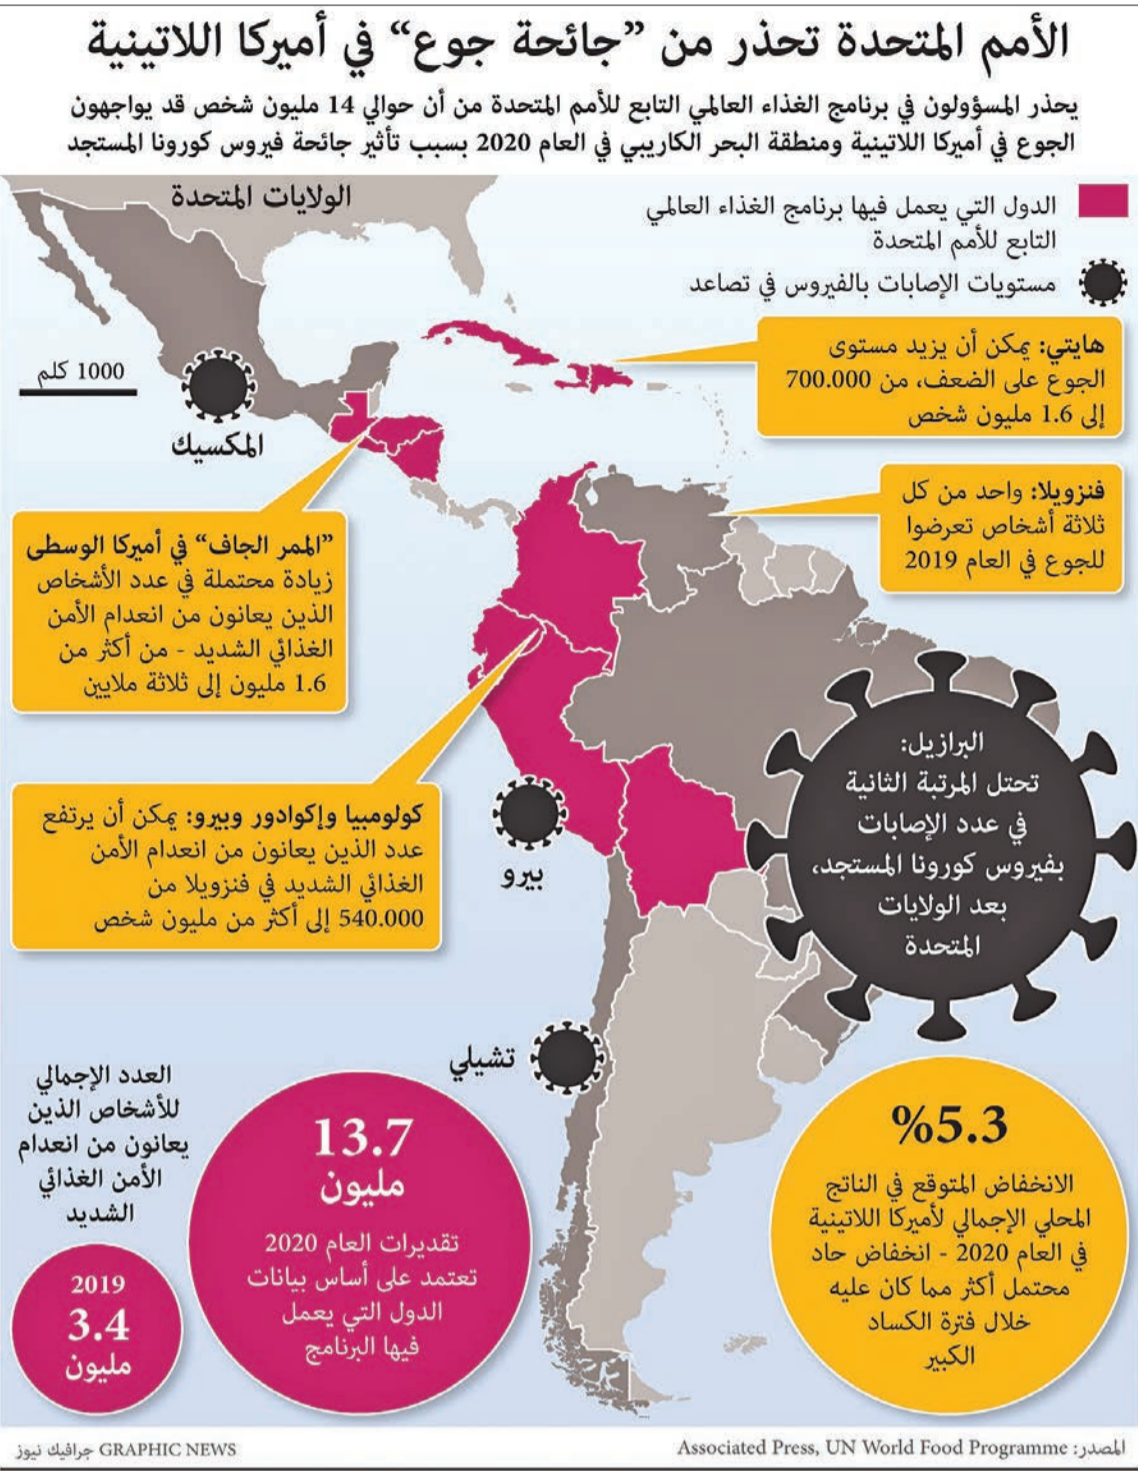 الأمم المتحدة تحذر من ”جائحة جوع“ في أميركا اللاتينية
يحذر المسؤولون في برنامج الغذاء العالمي التابع للأمم المتحدة من أن حوالي 14 مليون شخص قد يواجهون
الجوع في أميركا اللاتينية ومنطقة البحر الكاريبي في العام 2020 بسبب تأثير جائحة فيروس كورونا المستجد
الولايات المتحدة
الدول التي يعمل فيها برنامج الغذاء العالمي
التابع للأمم المتحدة
مستويات الإصابات بالفيروس في تصاعد
هايتي: يمكن أن يزيد مستوى
الجوع على الضعف، من 700.000
إلى 1.6 مليون شخص
1000 كلم
المكسيك
فنزويلا: واحد من كل
ثلاثة أشخاص تعرضوا
للجوع في العام 2019
”الممر الجاف“ في أميركا الوسطى
زيادة محتملة في عدد الأشخاص
الذين يعانون من انعدام الأمن
الغذائي الشديد - من أكثر من
1.6 مليون إلى ثلاثة ملايين
البرازيل:
تحتل المرتبة الثانية
في عدد الإصابات
بفيروس كورونا المستجد،
بعد الولايات
المتحدة
كولومبيا وإكوادور وبيرو: يمكن أن يرتفع
عدد الذين يعانون من انعدام الأمن
الغذائي الشديد في فنزويلا من
540.000 إلى أكثر من مليون شخص
بيرو
تشيلي
%5.3
الانخفاض المتوقع في الناتج
المحلي الإجمالي لأميركا اللاتينية
في العام 2020 - انخفاض حاد
محتمل أكثر مما كان عليه
خلال فترة الكساد
الكبير
13.7
مليون
تقديرات العام 2020
تعتمد على أساس بيانات
الدول التي يعمل
فيها البرنامج
العدد الإجمالي
للأشخاص الذين
يعانون من انعدام
الأمن الغذائي
الشديد
2019
3.4
مليون
المصدر: Associated Press, UN World Food Programme
GRAPHIC NEWS جرافيك نيوز